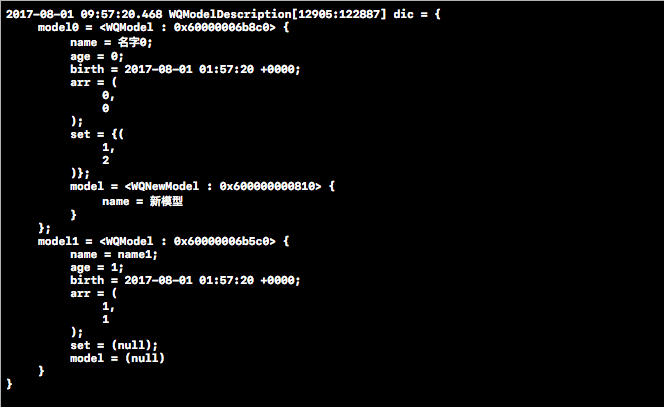 2017-08-01 09:57:20.468 WQModelDescription[12905:122887] dic = {
model0 = <WQModel : 0x60000006b8c0> {
name = 名字0;
age = 0;
birth = 2017-08-01 01:57:20 +0000;
arr = (
0,
0
);
set = {(
1,
2
)};
model = <WQNewModel : 0x600000000810> {
name = 新模型
}
};
model1 = <WQModel : 0x60000006b5c0> {
name = name1;
age = 1;
birth = 2017-08-01 01:57:20 +0000;
arr = (
1,
1
);
set = (null);
model = (null)
}
}